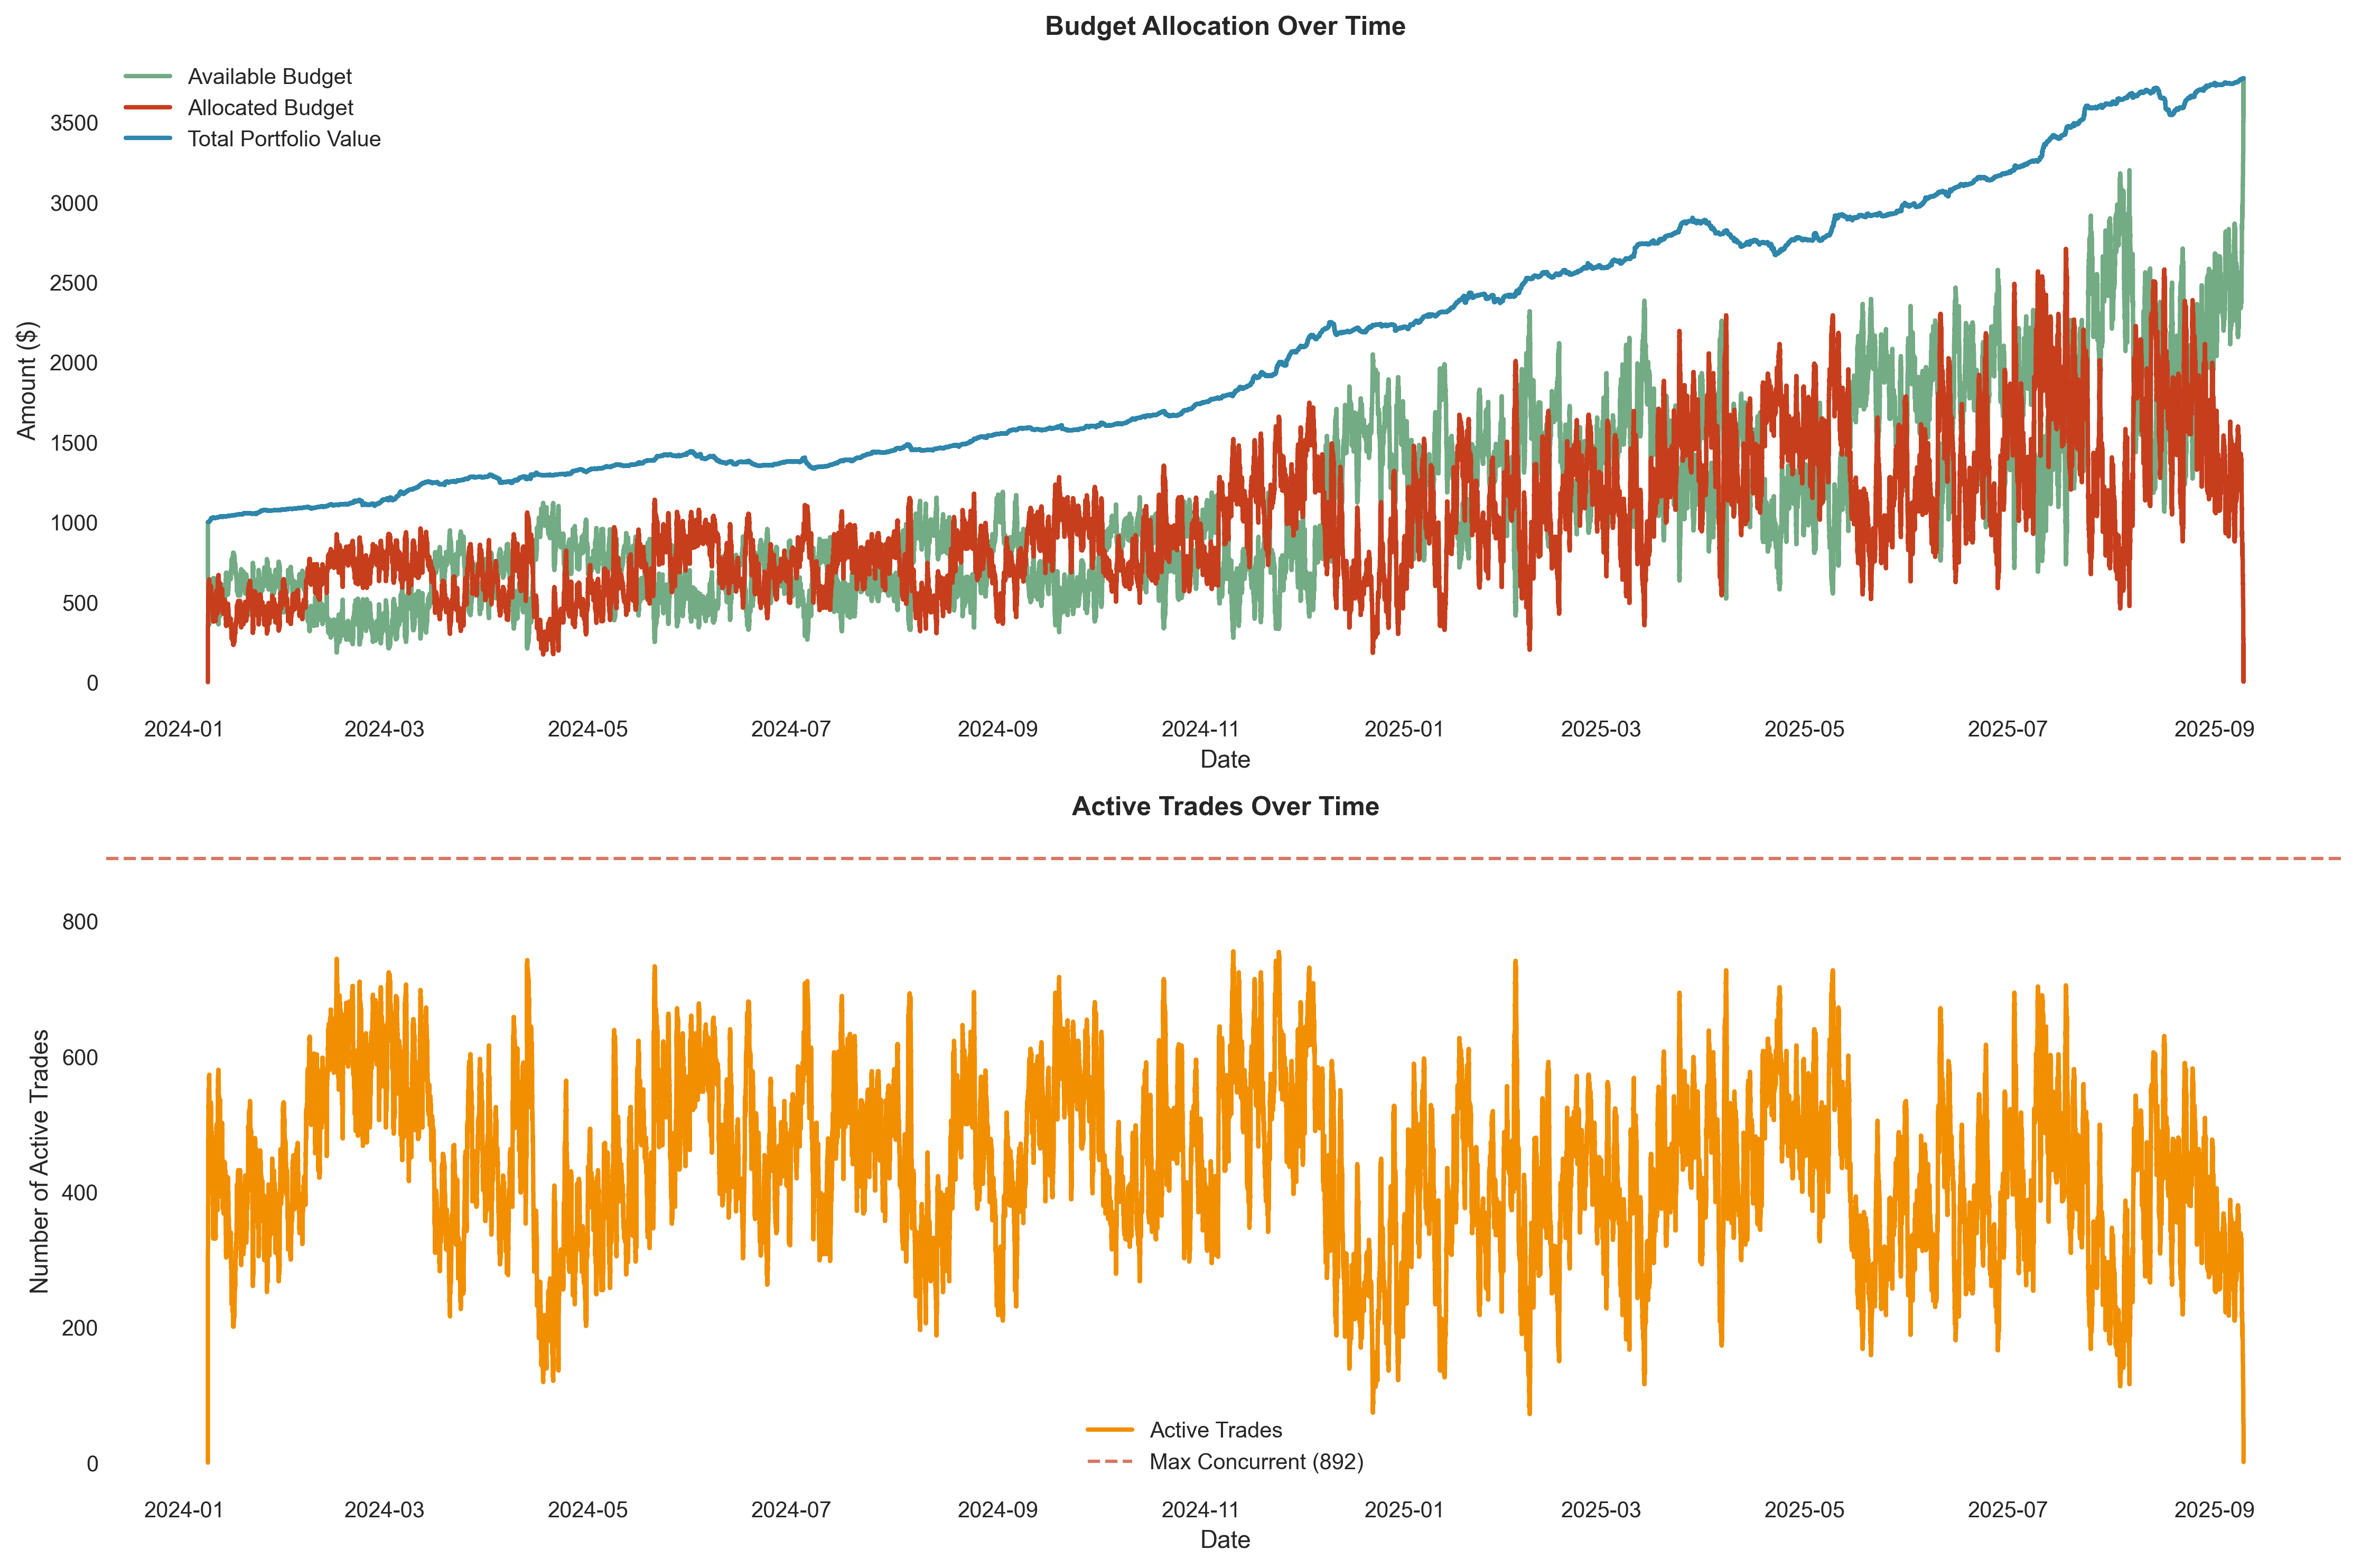 Budget Allocation Over Time
Available Budget
Allocated Budget
Total Portfolio Value
Amount ($)
3500
3000
2500
2000
1500
1000
500
0
2024-01 2024-03 2024-05 2024-07 2024-09 2024-11 2025-01 2025-03 2025-05 2025-07 2025-09
Date
Active Trades Over Time
Number of Active Trades
800
600
400
200
0
Active Trades
Max Concurrent (892)
2024-01 2024-03 2024-05 2024-07 2024-09 2024-11 2025-01 2025-03 2025-05 2025-07 2025-09
Date